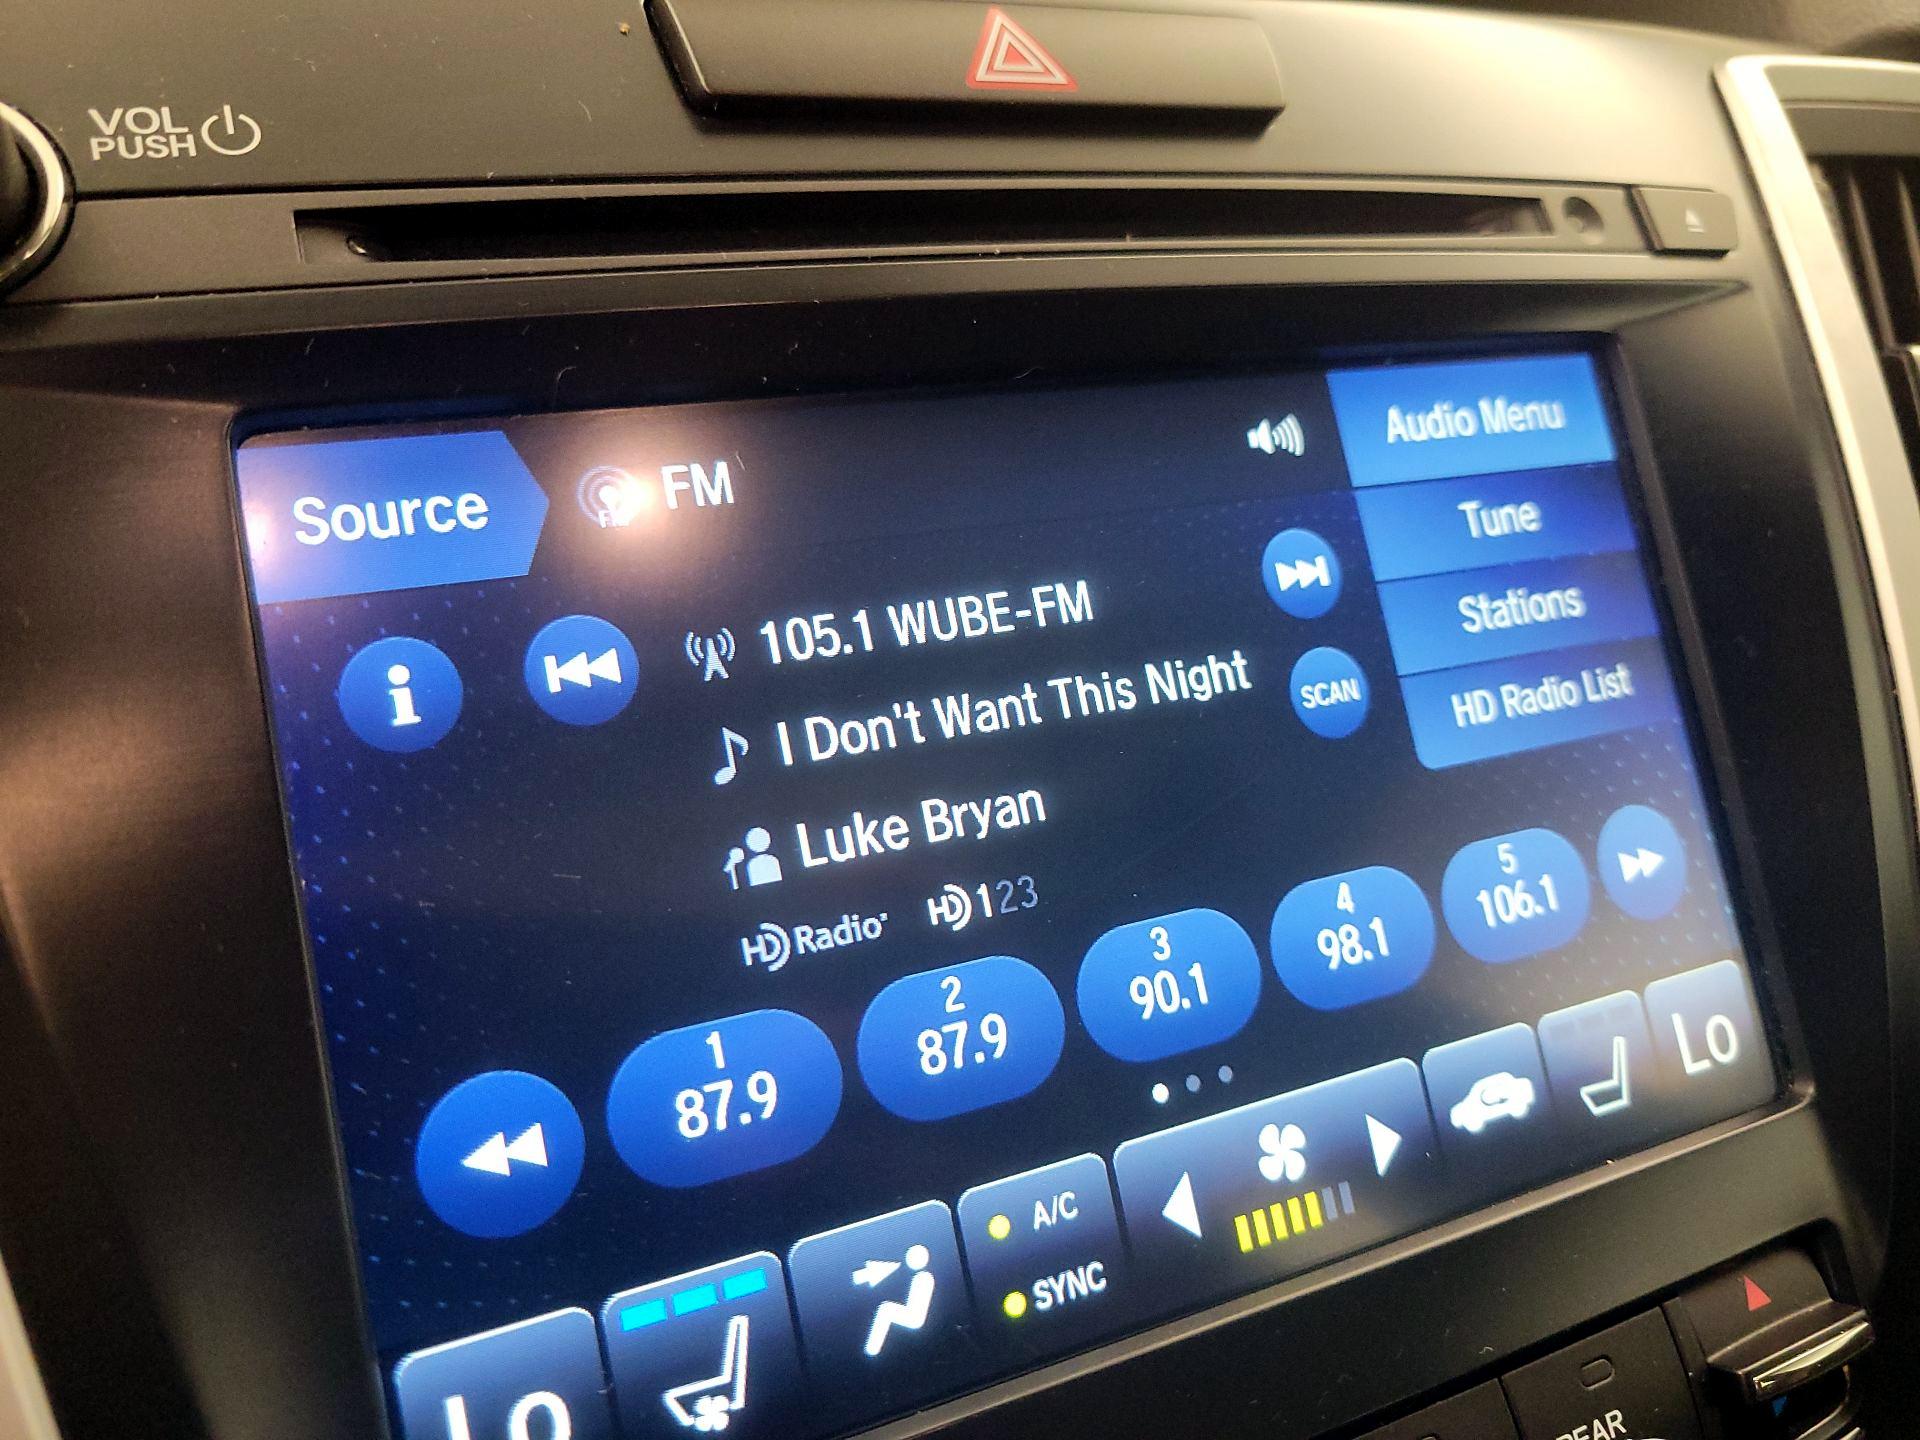 VOL
PUSH
Source
FM
Audio Menu
Tune
Stations
HD Radio List
105.1 WUBE-FM
I Don't Want This Night
SCAN
Luke Bryan
HD Radio
HD 123
1
87.9
2
87.9
3
90.1
4
98.1
5
106.1
Lo
A/C
SYNC
Lo
REAR